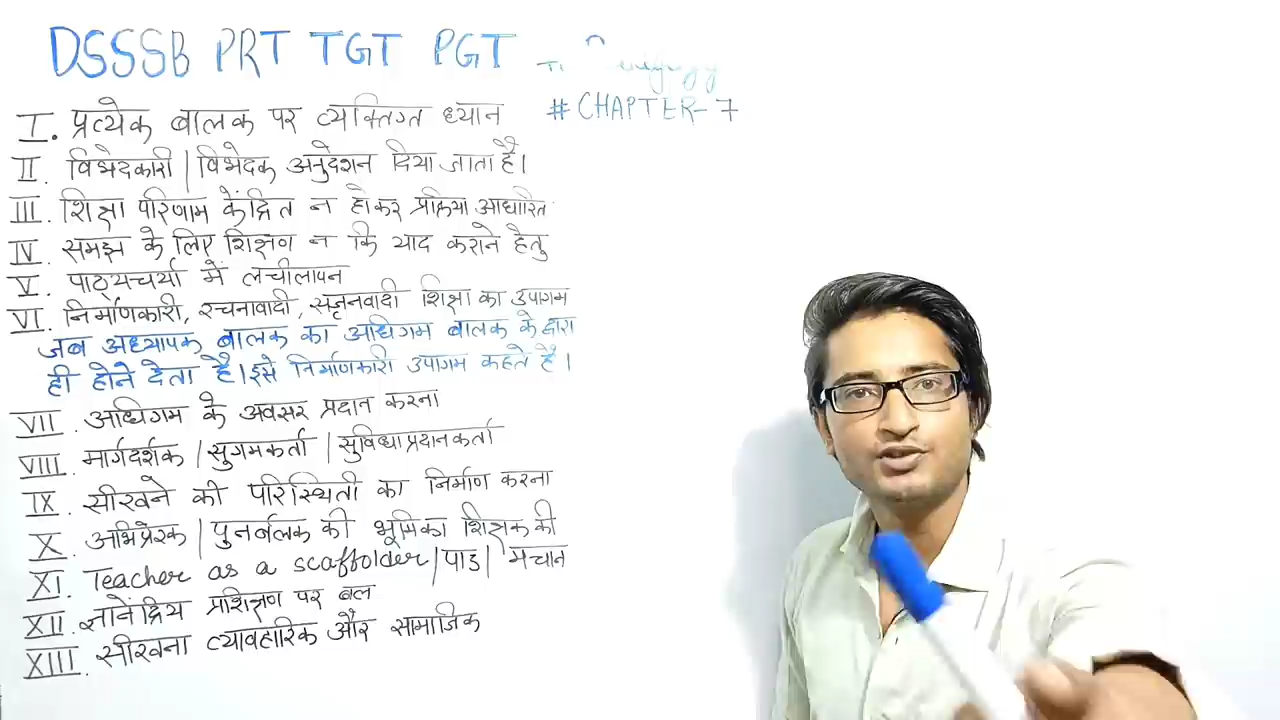 DSSSB PRT TGT PGT
# CHAPTER-7
I. प्रत्येक बालक पर व्यक्तिगत ध्यान
II. विभेदकारी | विभेदक अनुदेशन दिया जाता है।
III. शिक्षा परिणाम केंद्रित न होकर प्रक्रिया आधारित
IV. समझ के लिए शिक्षण न कि याद कराने हेतु
V. पाठ्यचर्या में लचीलापन
VI. निर्माणकारी, रचनावादी, सृजनवादी शिक्षा का उपागम
जब अध्यापक बालक का अधिगम बालक के द्वारा
ही होने देता है। इसे निर्माणकारी उपागम कहते है।
VII. अधिगम के अवसर प्रदान करना
VIII. मार्गदर्शक | सुगमकर्ता | सुविधाप्रदानकर्ता
IX. सीखने की परिस्थिती का निर्माण करना
X. अभिप्रेरक | पुनर्बलक की भूमिका शिक्षक की
XI. Teacher as a scaffolder | पाड | मचान
XII. ज्ञानेंद्रिय प्रशिक्षण पर बल
XIII. सीखना व्यावहारिक और सामाजिक